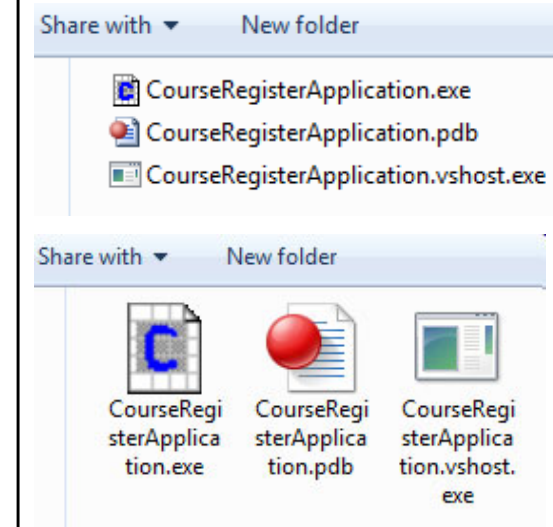 Share with New folder
CourseRegisterApplication.exe
CourseRegisterApplication.pdb
CourseRegisterApplication.vshost.exe
Share with New folder
CourseRegi
sterApplica
tion.exe
CourseRegi
sterApplica
tion.pdb
CourseRegi
sterApplica
tion.vshost.
exe